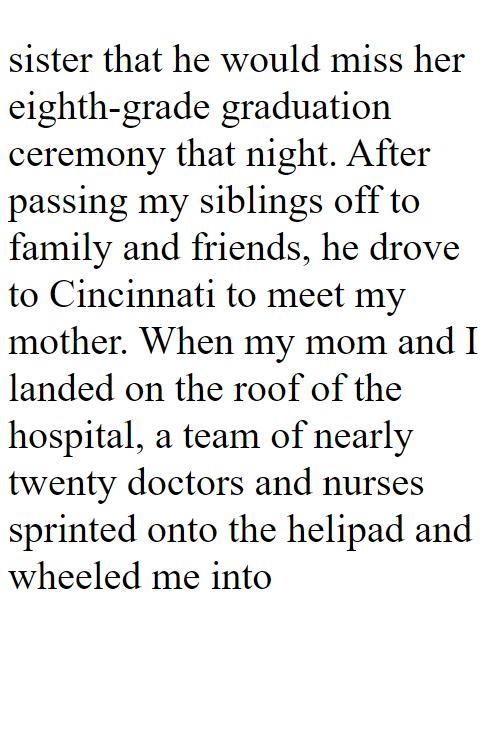 sister that he would miss her
eighth-grade graduation
ceremony that night. After
passing my siblings off to
family and friends, he drove
to Cincinnati to meet my
mother. When my mom and I
landed on the roof of the
hospital, a team of nearly
twenty doctors and nurses
sprinted onto the helipad and
wheeled me into